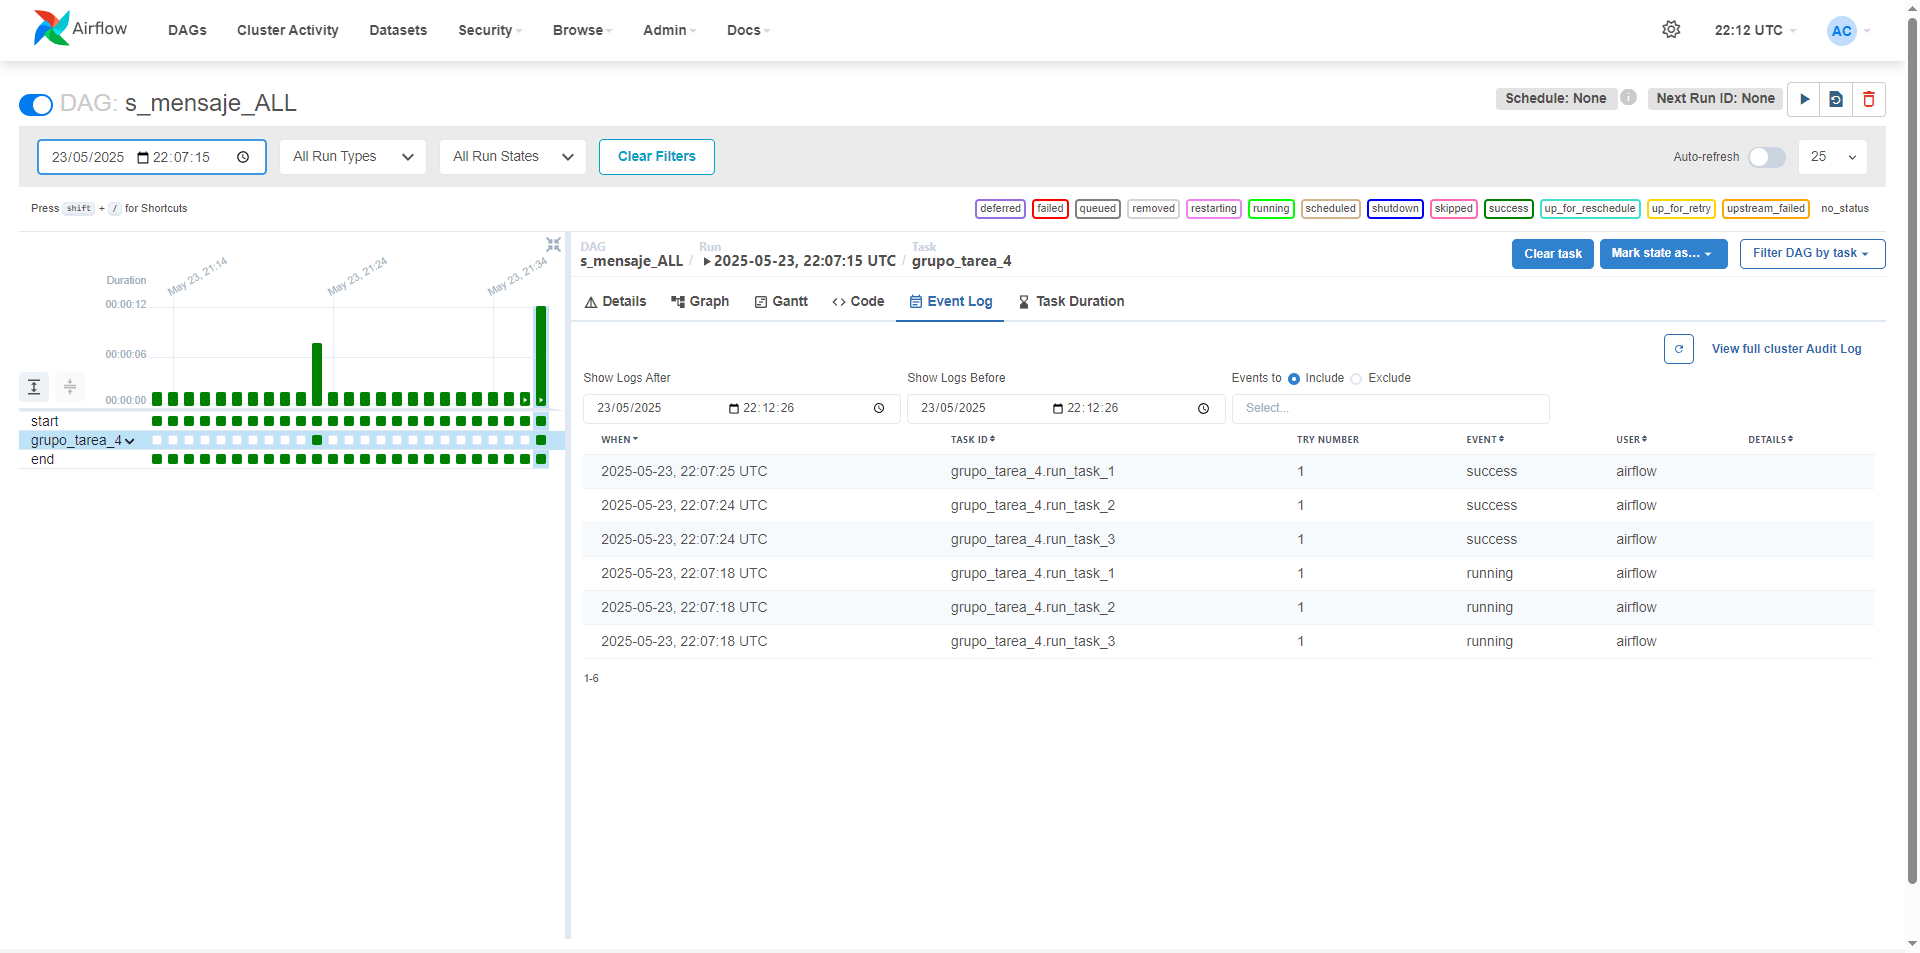 Airflow DAGs Cluster Activity Datasets Security Browse Admin Docs 22:12 UTC AC
DAG: s_mensaje_ALL Schedule: None i Next Run ID: None
23/05/2025 22:07:15 All Run Types All Run States Clear Filters Auto-refresh 25
Press shift + / for Shortcuts deferred failed queued removed restarting running scheduled shutdown skipped success up_for_reschedule up_for_retry upstream_failed no_status
DAG Run Task
s_mensaje_ALL / 2025-05-23, 22:07:15 UTC / grupo_tarea_4 Clear task Mark state as... Filter DAG by task
May 23, 21:14 May 23, 21:24 May 23, 21:34
Duration
00:00:12
00:00:06
00:00:00
start
grupo_tarea_4
end
Details Graph Gantt Code Event Log Task Duration
View full cluster Audit Log
Show Logs After Show Logs Before Events to Include Exclude
23/05/2025 22:12:26 23/05/2025 22:12:26 Select...
WHEN TASK ID TRY NUMBER EVENT USER DETAILS
2025-05-23, 22:07:25 UTC grupo_tarea_4.run_task_1 1 success airflow
2025-05-23, 22:07:24 UTC grupo_tarea_4.run_task_2 1 success airflow
2025-05-23, 22:07:24 UTC grupo_tarea_4.run_task_3 1 success airflow
2025-05-23, 22:07:18 UTC grupo_tarea_4.run_task_1 1 running airflow
2025-05-23, 22:07:18 UTC grupo_tarea_4.run_task_2 1 running airflow
2025-05-23, 22:07:18 UTC grupo_tarea_4.run_task_3 1 running airflow
1-6